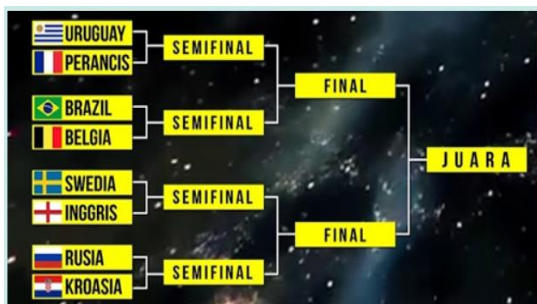 URUGUAY
PERANCIS
SEMIFINAL
BRAZIL
BELGIA
SEMIFINAL
FINAL
SWEDIA
INGGRIS
SEMIFINAL
RUSIA
KROASIA
SEMIFINAL
FINAL
JUARA